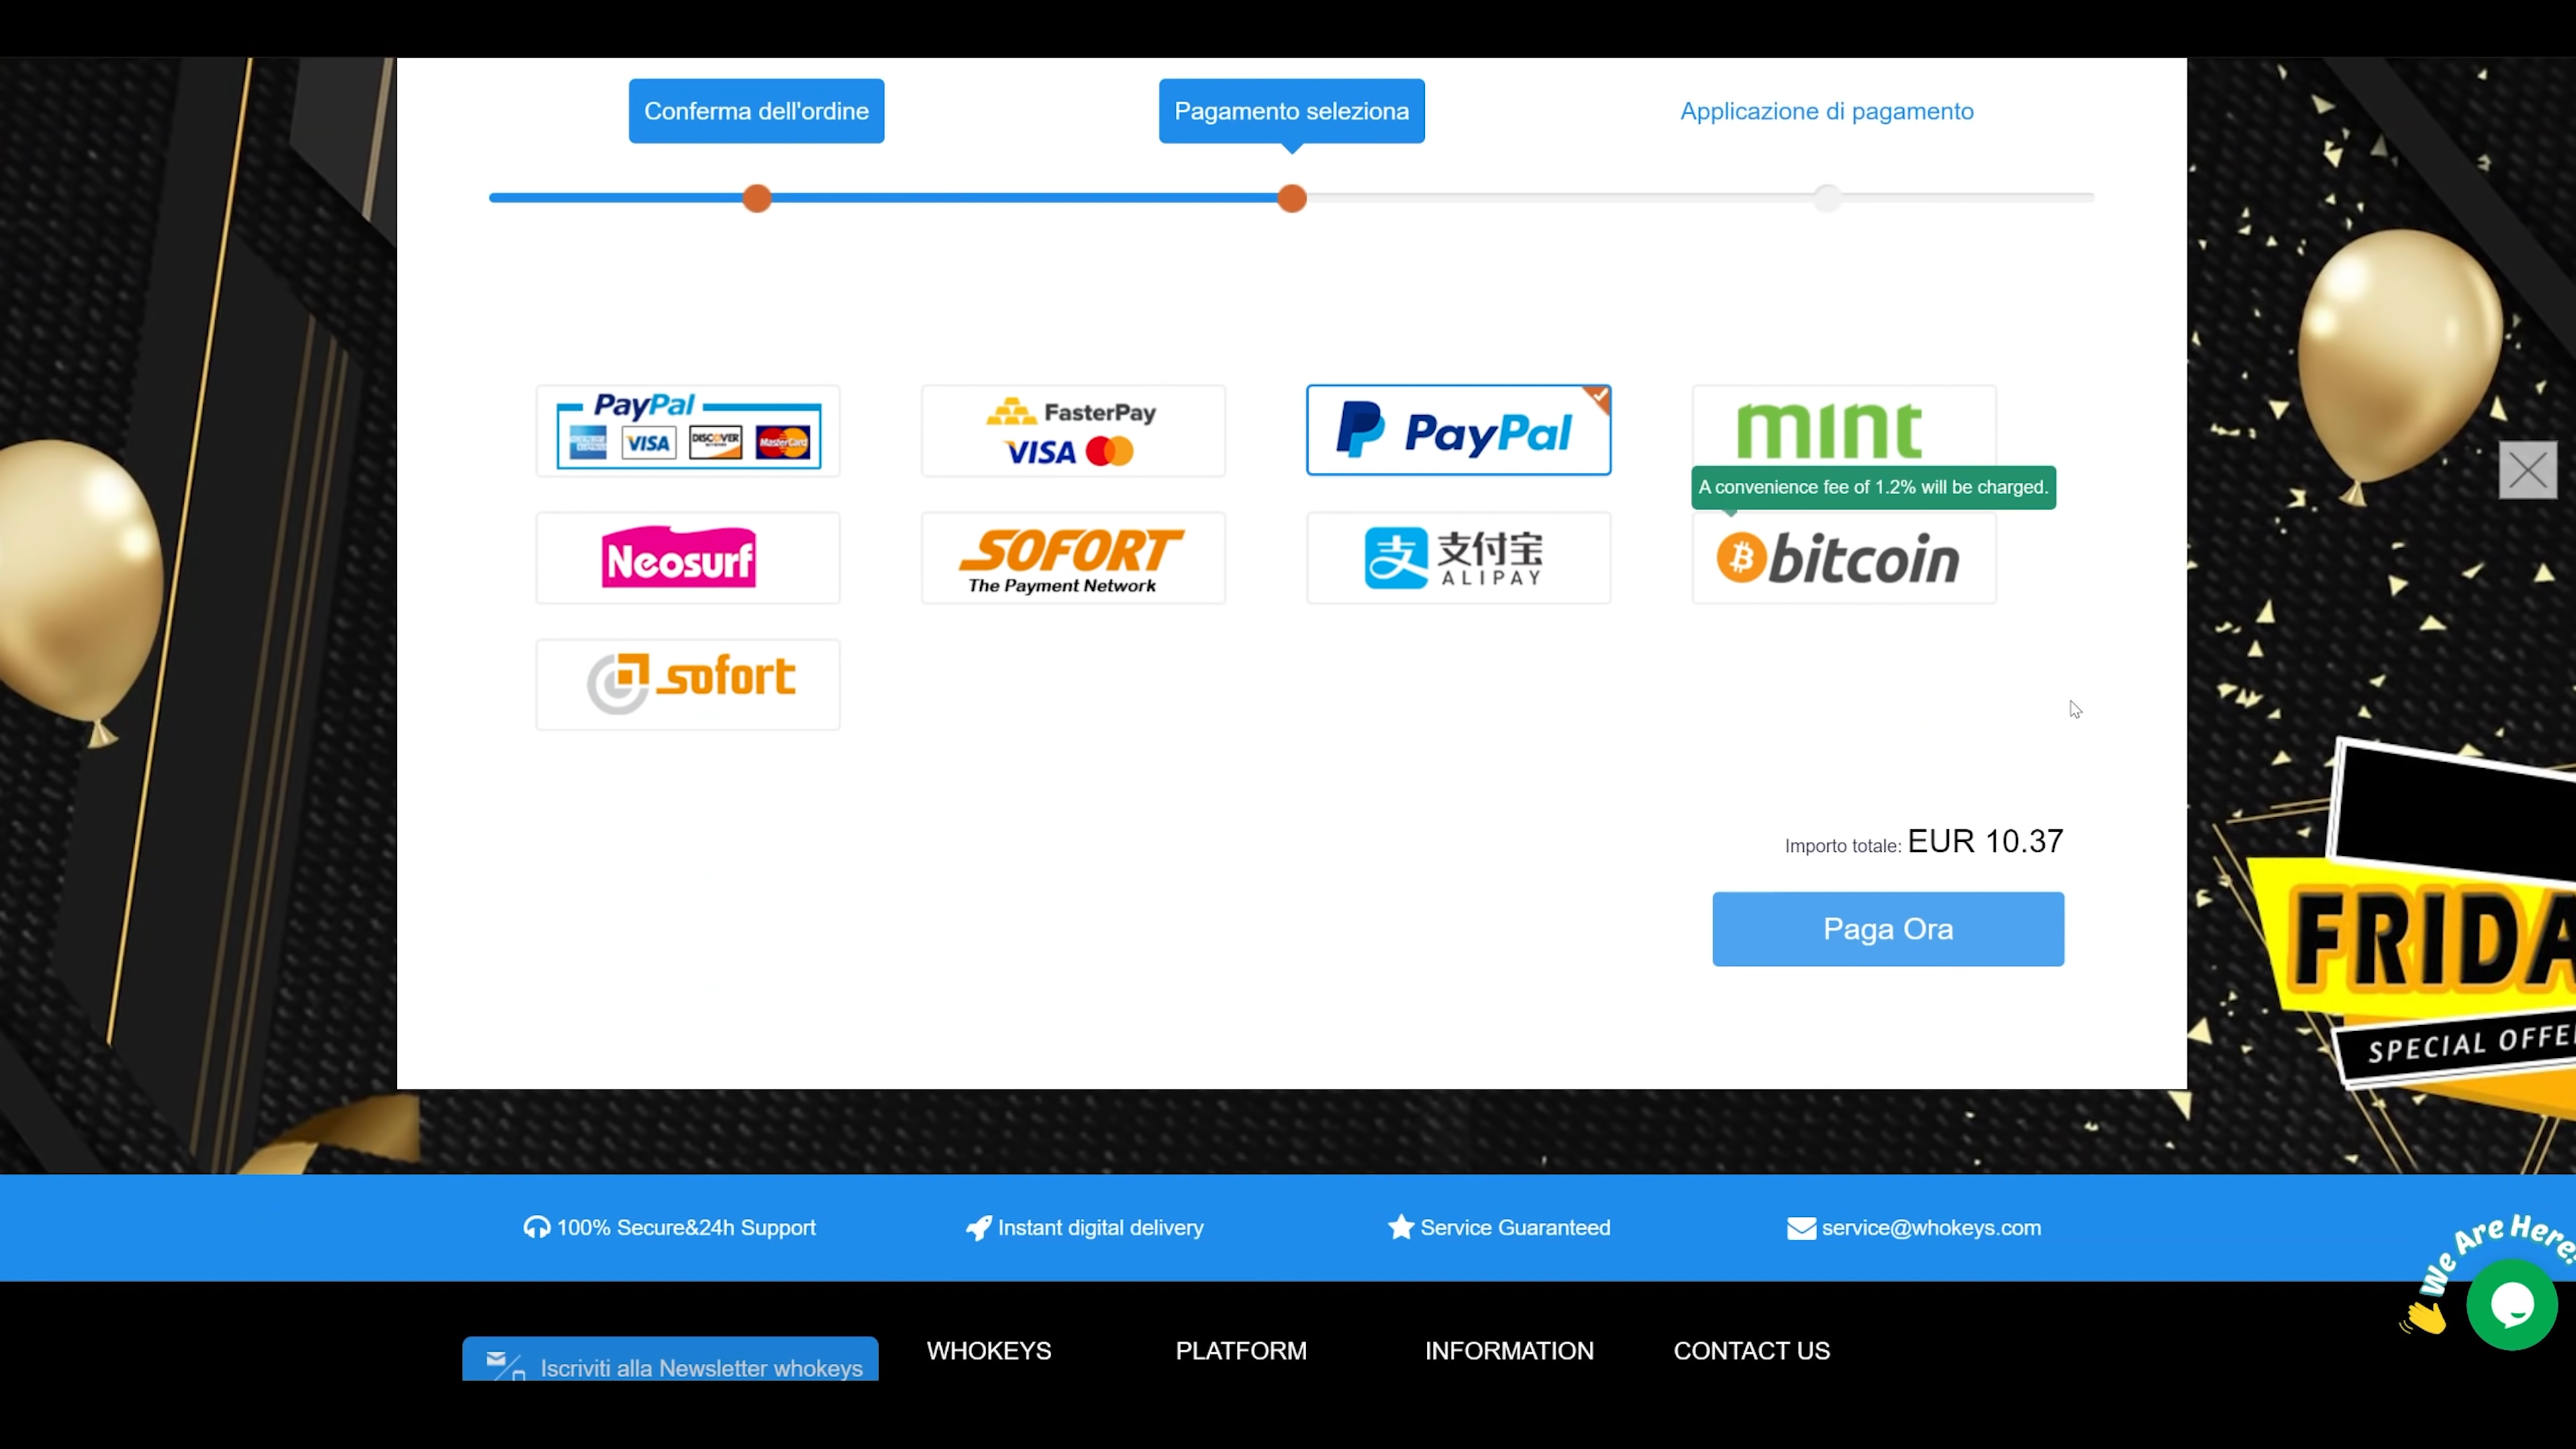 Conferma dell'ordine
Pagamento seleziona
Applicazione di pagamento
PayPal
VISA
DISCOVER
MasterCard
FasterPay
VISA
PayPal
mint
A convenience fee of 1.2% will be charged.
Neosurf
SOFORT
The Payment Network
支付宝
ALIPAY
bitcoin
sofort
Importo totale: EUR 10.37
Paga Ora
FRIDA
SPECIAL OFFE
100% Secure&24h Support
Instant digital delivery
Service Guaranteed
service@whokeys.com
We Are Here!
Iscriviti alla Newsletter whokeys
WHOKEYS
PLATFORM
INFORMATION
CONTACT US